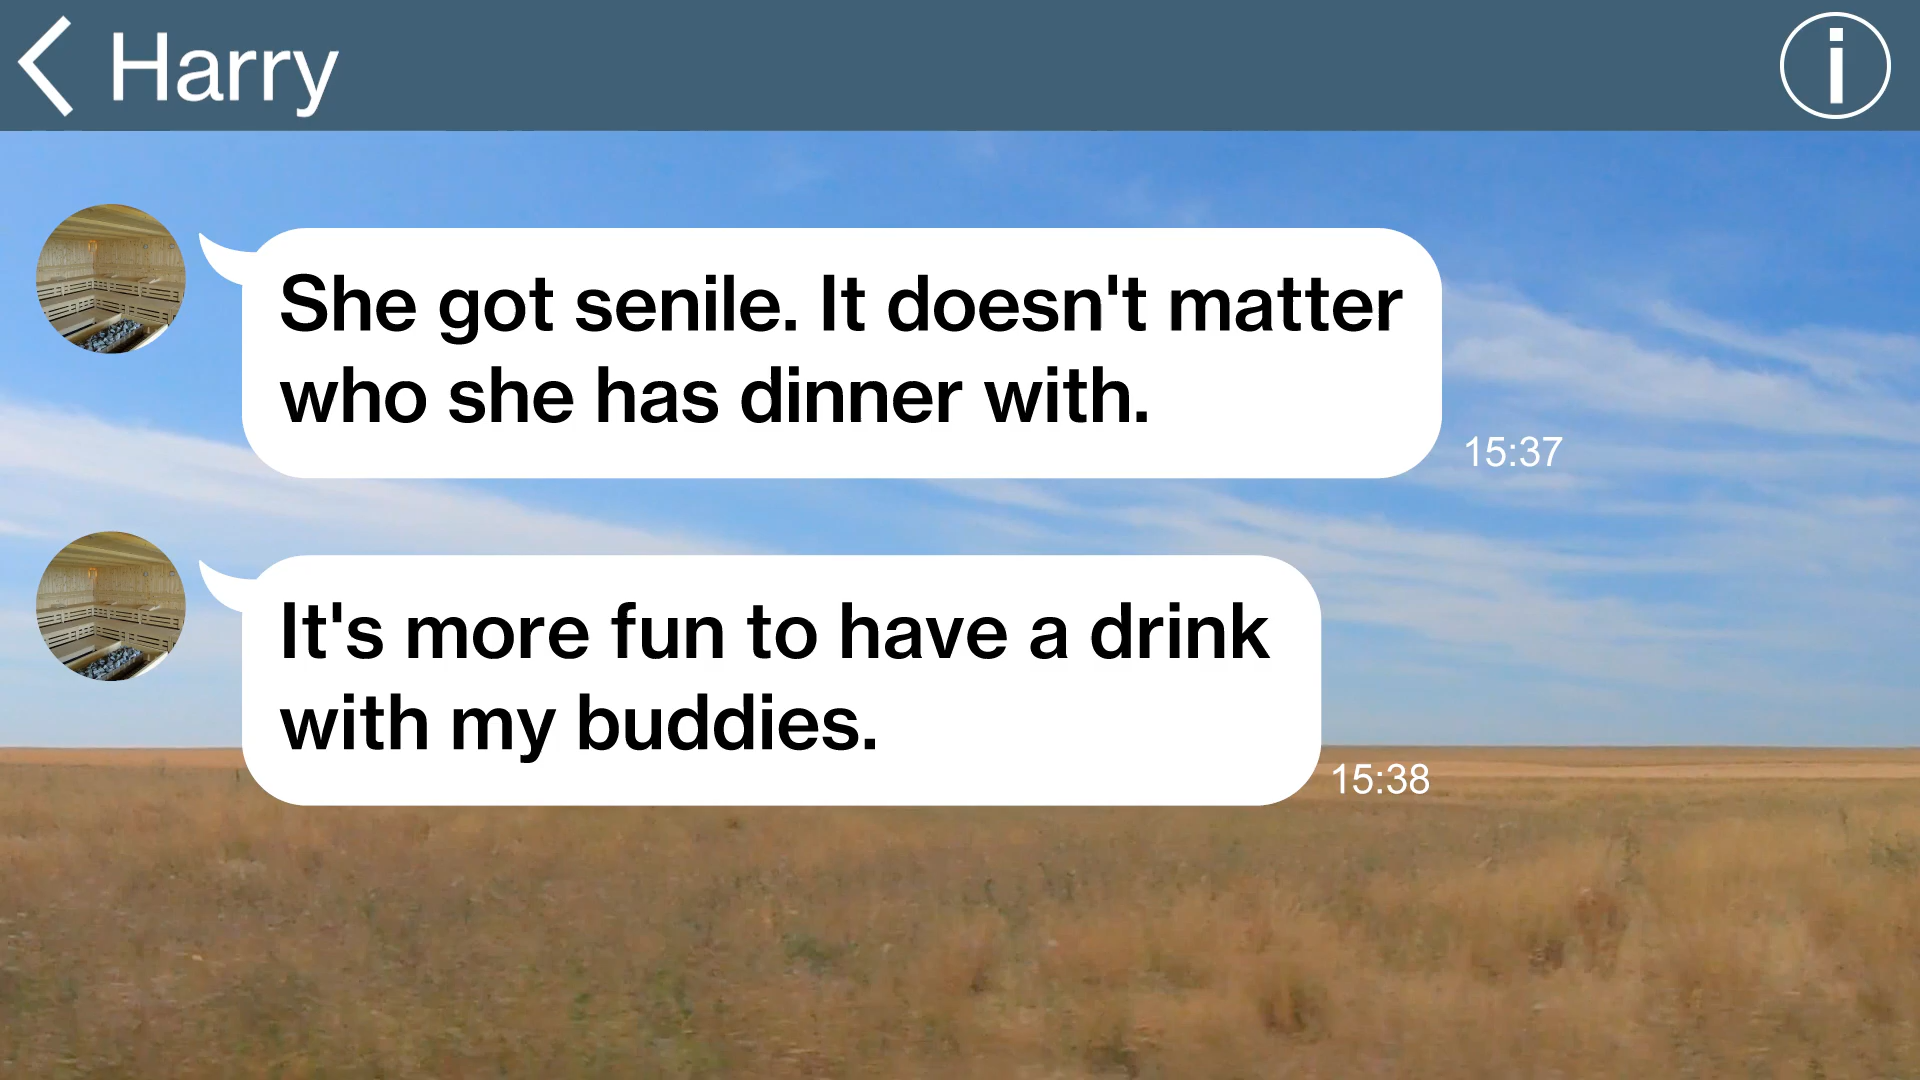 Harry
She got senile. It doesn't matter
who she has dinner with.
15:37
It's more fun to have a drink
with my buddies.
15:38